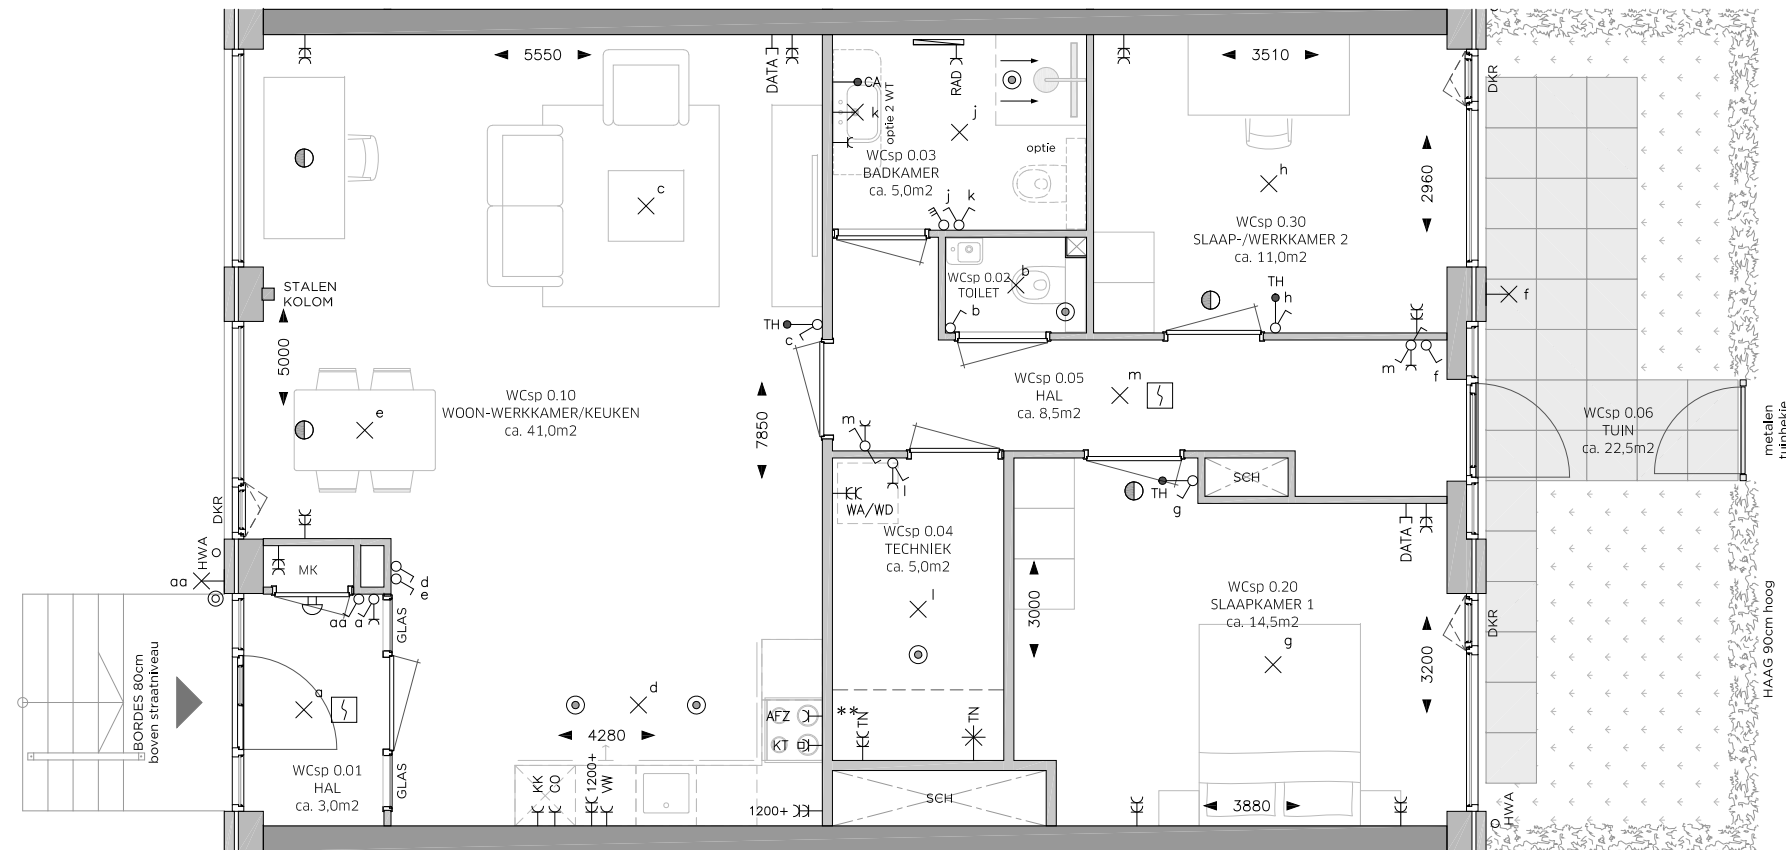 5550
DATA
CA
k
optie 2 WT
RAD
j
WCsp 0.03
BADKAMER
ca. 5,0m2
optie
j
k
3510
DKR
2960
h
WCsp 0.30
SLAAP-/WERKKAMER 2
ca. 11,0m2
TH
h
f
c
STALEN
KOLOM
5000
WCsp 0.02
TOILET
b
b
TH
c
m
f
e
WCsp 0.10
WOON-WERKKAMER/KEUKEN
ca. 41,0m2
7850
WCsp 0.05
HAL
ca. 8,5m2
m
WCsp 0.06
TUIN
ca. 22,5m2
metalen
tuinhekje
m
l
WA/WD
SCH
TH
g
DATA
DKR
HWA
aa
MK
d
e
aa
a
GLAS
WCsp 0.04
TECHNIEK
ca. 5,0m2
l
3000
WCsp 0.20
SLAAPKAMER 1
ca. 14,5m2
g
DKR
3200
HAAG 90cm hoog
BORDES 80cm
boven straatniveau
a
WCsp 0.01
HAL
ca. 3,0m2
GLAS
d
4280
AFZ
KT
**
TN
TN
KK
CO
1200+
VW
1200+
SCH
3880
HWA